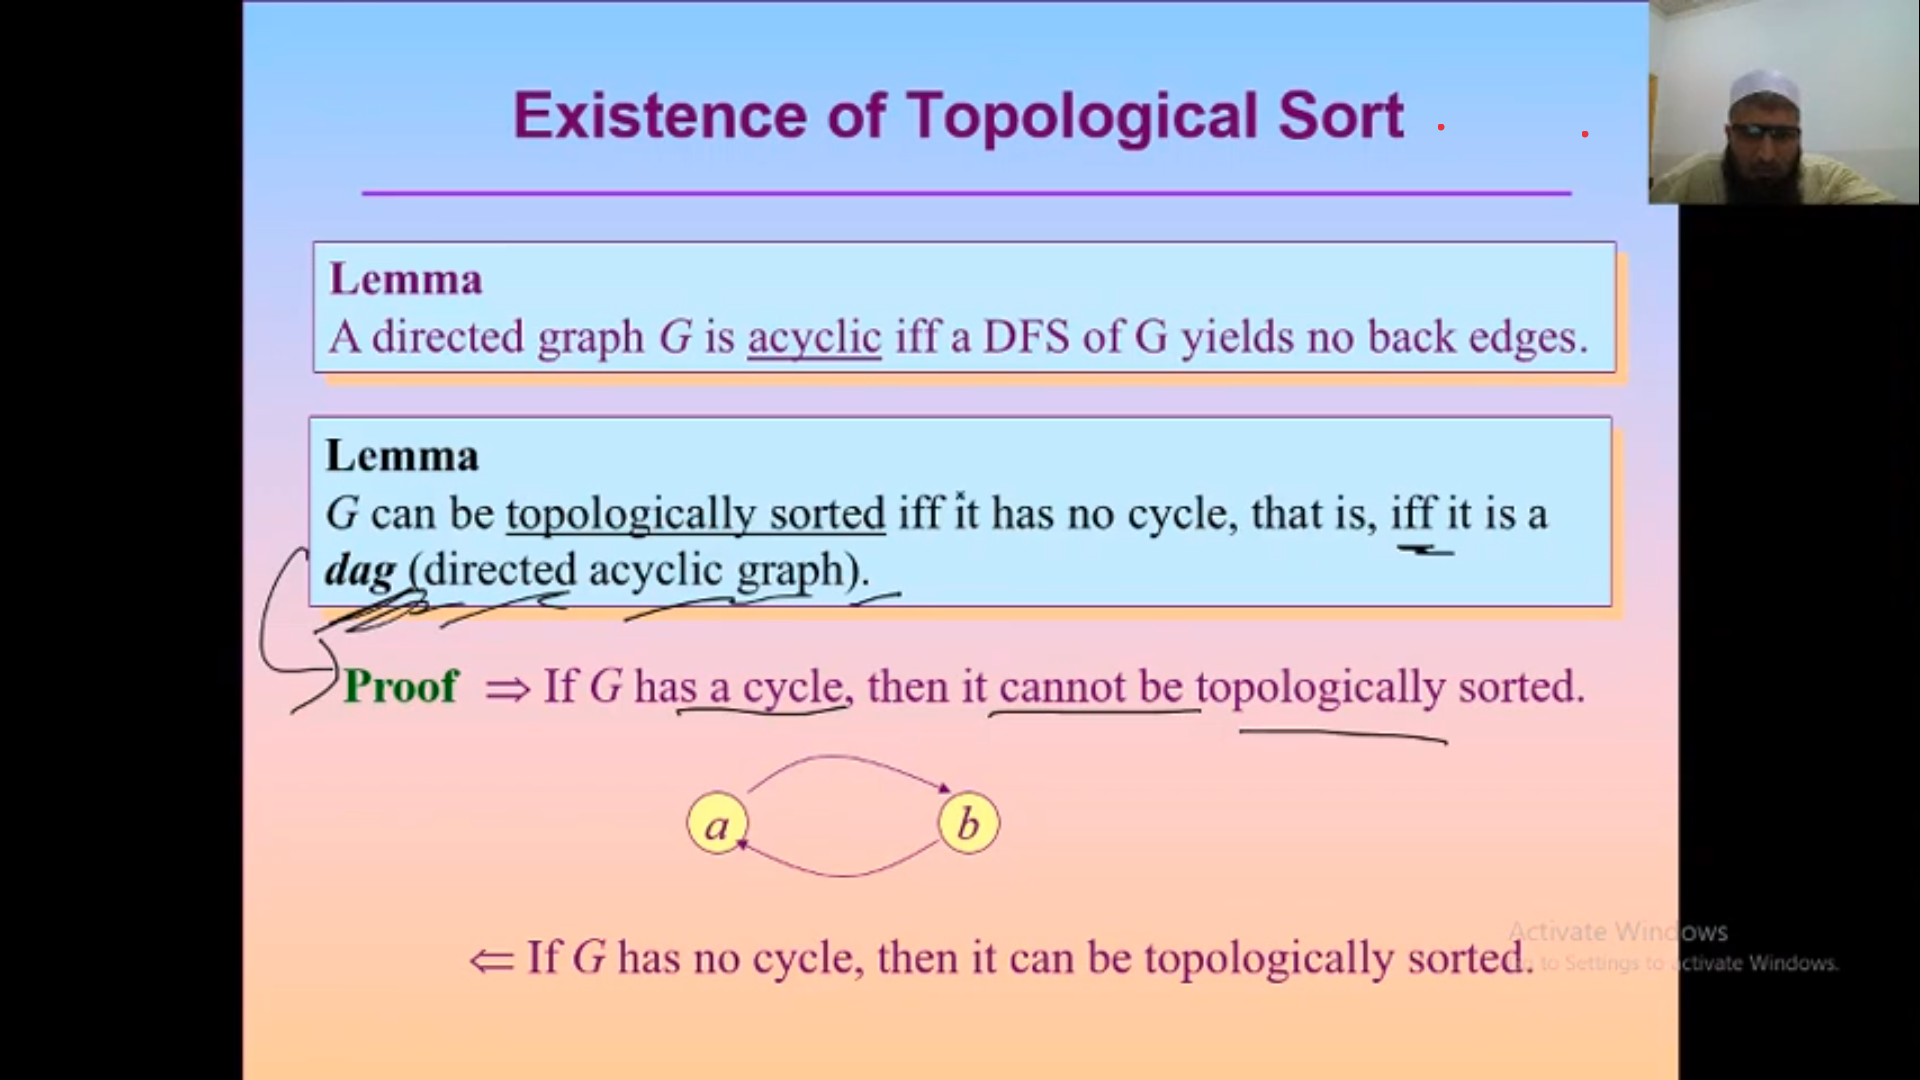 Existence of Topological Sort
Lemma
A directed graph G is acyclic iff a DFS of G yields no back edges.
Lemma
G can be topologically sorted iff it has no cycle, that is, iff it is a
dag (directed acyclic graph).
Proof ⇒ If G has a cycle, then it cannot be topologically sorted.
a b
⇐ If G has no cycle, then it can be topologically sorted.
Activate Windows
to Settings to activate Windows.